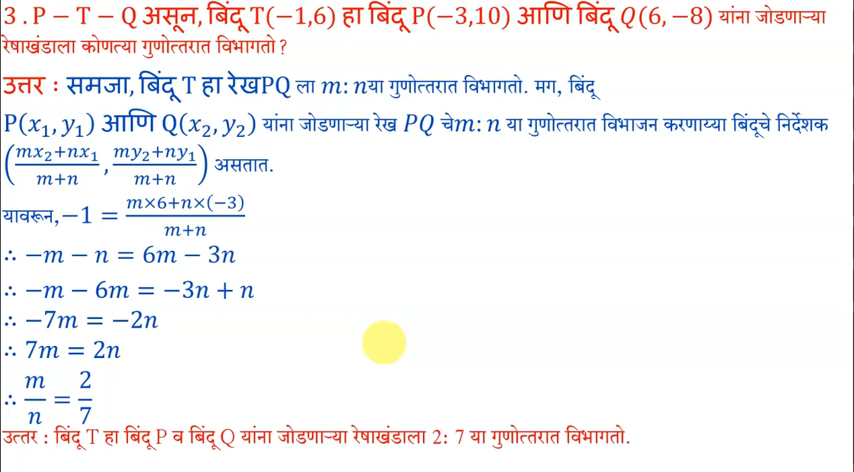 3 . P − T − Q असून, बिंदू T(−1,6) हा बिंदू P(−3,10) आणि बिंदू Q(6, −8) यांना जोडणाऱ्या
रेषाखंडाला कोणत्या गुणोत्तरात विभागतो ?
उत्तर : समजा, बिंदू T हा रेखPQ ला m: nया गुणोत्तरात विभागतो. मग, बिंदू
P(x₁, y₁) आणि Q(x₂, y₂) यांना जोडणाऱ्या रेख PQ चेm: n या गुणोत्तरात विभाजन करणाय्या बिंदूचे निर्देशक
((mx₂+nx₁)/(m+n), (my₂+ny₁)/(m+n)) असतात.
यावरून, −1 = (m×6+n×(−3))/(m+n)
∴ −m − n = 6m − 3n
∴ −m − 6m = −3n + n
∴ −7m = −2n
∴ 7m = 2n
∴ m/n = 2/7
उत्तर : बिंदू T हा बिंदू P व बिंदू Q यांना जोडणाऱ्या रेषाखंडाला 2: 7 या गुणोत्तरात विभागतो.